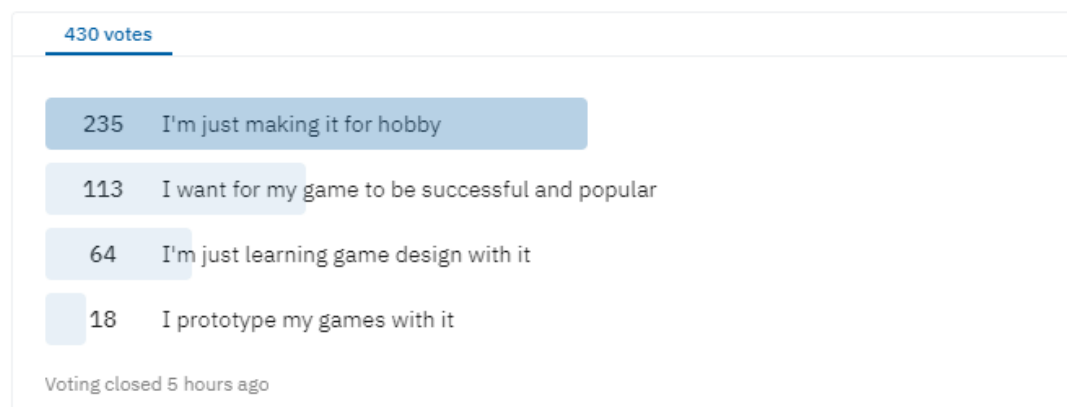 430 votes
235 I'm just making it for hobby
113 I want for my game to be successful and popular
64 I'm just learning game design with it
18 I prototype my games with it
Voting closed 5 hours ago